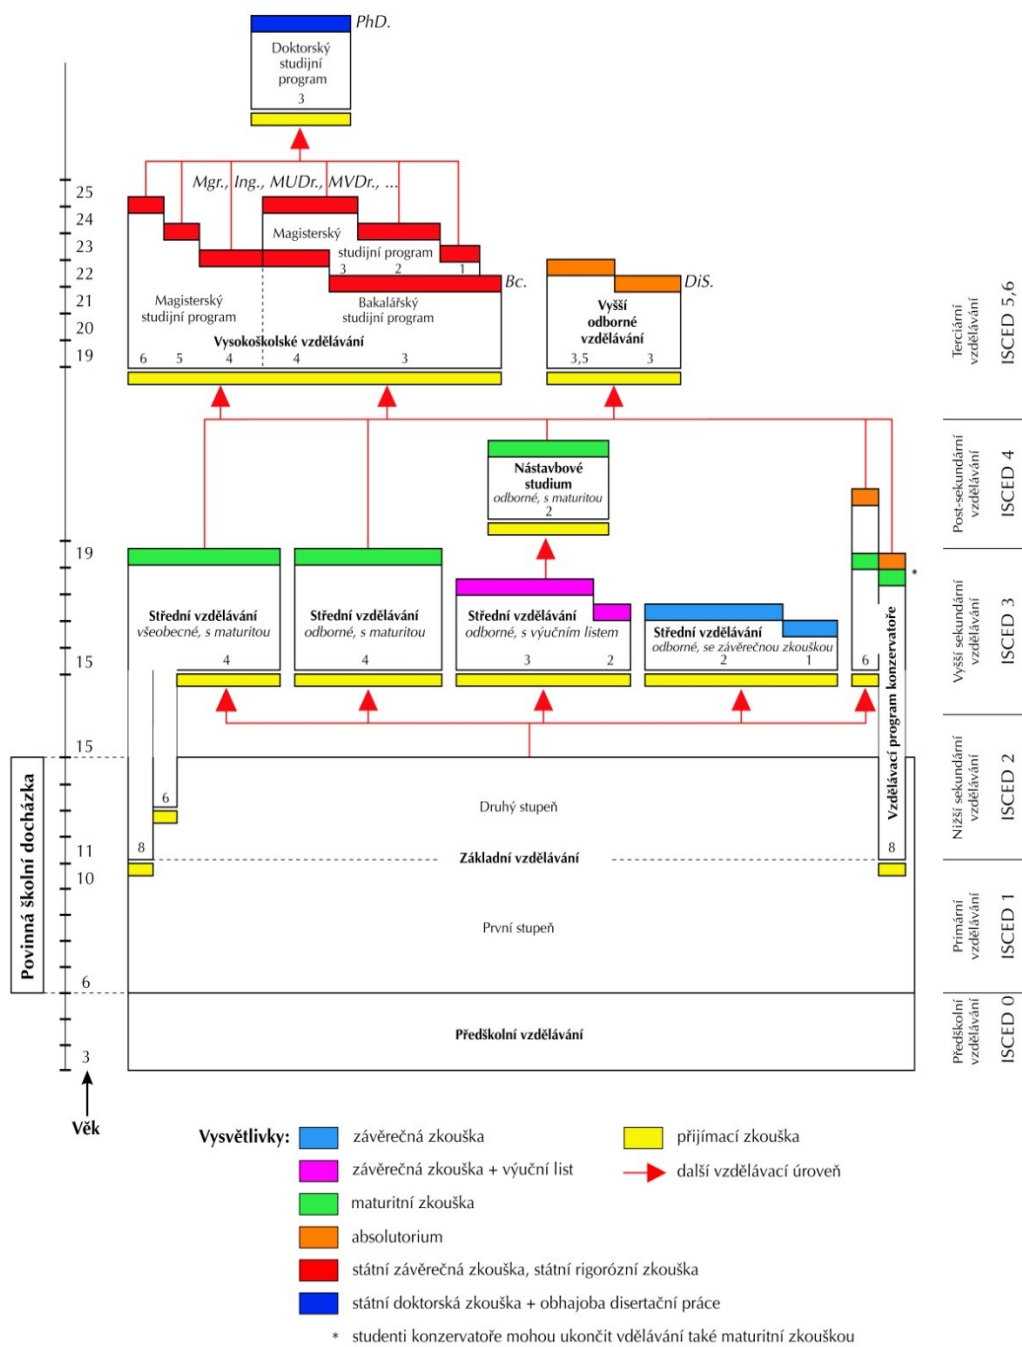 PhD.
Doktorský
studijní
program
3
Mgr., Ing., MUDr., MVDr., ...
25
24
23
22
21
20
19
Magisterský
studijní program
3
2
1
Bc.
Magisterský
studijní program
Bakalářský
studijní program
Vysokoškolské vzdělávání
6
5
4
4
3
DiS.
Vyšší
odborné
vzdělávání
3,5
3
Terciární
vzdělávání
ISCED 5,6
Nástavbové
studium
odborné, s maturitou
2
Post-sekundární
vzdělávání
ISCED 4
19
15
Střední vzdělávání
všeobecné, s maturitou
4
Střední vzdělávání
odborné, s maturitou
4
Střední vzdělávání
odborné, s výučním listem
3
2
Střední vzdělávání
odborné, se závěrečnou zkouškou
2
1
6
*
Vzdělávací program konzervatoře
8
Vyšší sekundární
vzdělávání
ISCED 3
15
11
10
6
3
Povinná školní docházka
6
8
Druhý stupeň
Základní vzdělávání
První stupeň
Předškolní vzdělávání
Nižší sekundární
vzdělávání
ISCED 2
Primární
vzdělávání
ISCED 1
Předškolní
vzdělávání
ISCED 0
Věk
Vysvětlivky:
závěrečná zkouška
závěrečná zkouška + výuční list
maturitní zkouška
absolutorium
státní závěrečná zkouška, státní rigorózní zkouška
státní doktorská zkouška + obhajoba disertační práce
* studenti konzervatoře mohou ukončit vdělávání také maturitní zkouškou
přijímací zkouška
další vzdělávací úroveň